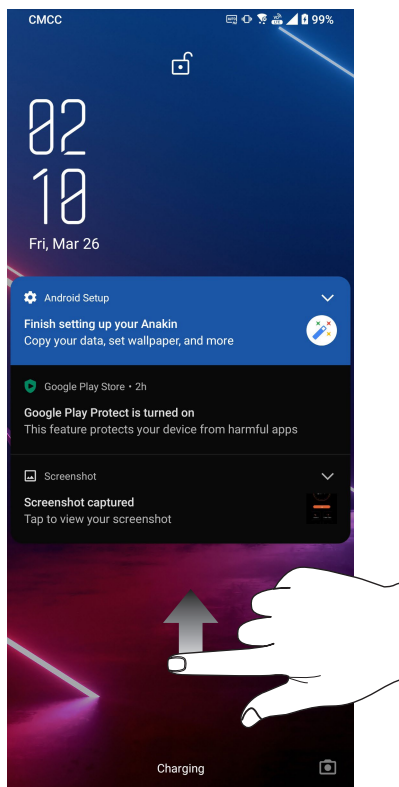 CMCC
99%
02
10
Fri, Mar 26
Android Setup
Finish setting up your Anakin
Copy your data, set wallpaper, and more
Google Play Store • 2h
Google Play Protect is turned on
This feature protects your device from harmful apps
Screenshot
Screenshot captured
Tap to view your screenshot
Charging